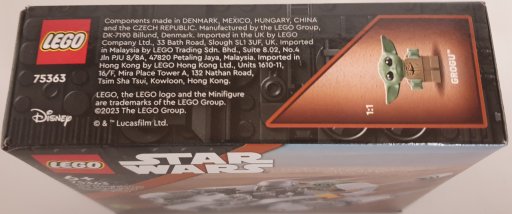 LEGO
75363
Disney
Components made in DENMARK, MEXICO, HUNGARY, CHINA
and the CZECH REPUBLIC. Manufactured by the LEGO Group,
DK-7190 Billund, Denmark. Imported in the UK by LEGO
Company Ltd., 33 Bath Road, Slough SL1 3UF, UK. Imported
in Malaysia by LEGO Trading Sdn. Bhd., Suite 8.02, No.4
Jln PJU 8/8A, 47820 Petaling Jaya, Malaysia. Imported in
Hong Kong by LEGO Hong Kong Ltd., Units 1610-11,
16/F, Mira Place Tower A, 132 Nathan Road,
Tsim Sha Tsui, Kowloon, Hong Kong.
LEGO, the LEGO logo and the Minifigure
are trademarks of the LEGO Group.
©2023 The LEGO Group.
© & ™ Lucasfilm Ltd.
1:1
GROGU™
LEGO
STAR
WARS
6+